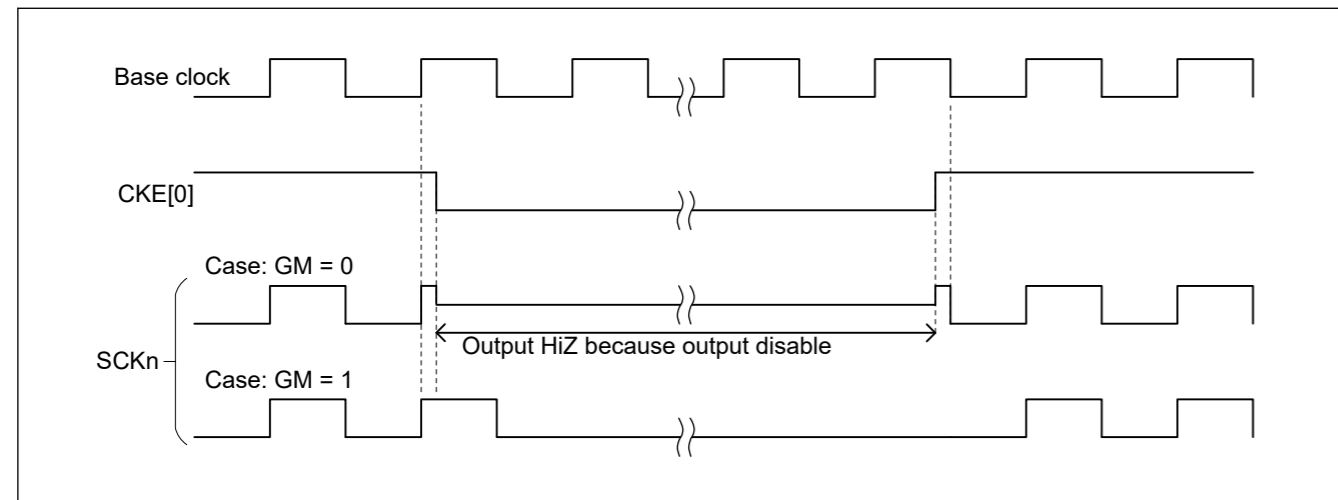 Base clock
CKE[0]
Case: GM = 0
Output HiZ because output disable
SCKn
Case: GM = 1